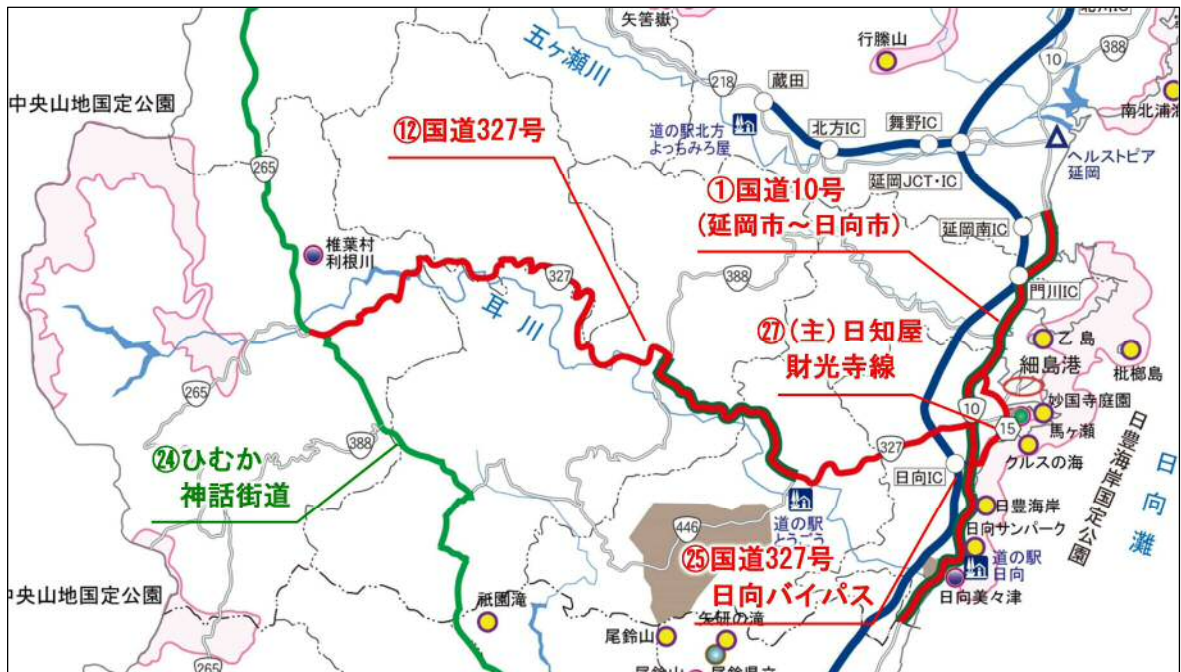 矢筈嶽
五ヶ瀬川
行縢山
10
388
218
蔵田
中央山地国定公園
南北浦海
⑫国道327号
道の駅北方
よっちみろ屋
北方IC
舞野IC
ヘルストピア
延岡
265
①国道10号
(延岡市～日向市)
延岡JCT・IC
延岡南IC
椎葉村
利根川
327
388
門川IC
耳川
㉗(主)日知屋
財光寺線
乙島
細島港
枇榔島
265
10
妙国寺庭園
15
馬ヶ瀬
388
327
クルスの海
㉔ひむか
神話街道
日向IC
日豊海岸国定公園
日向灘
道の駅
とうごう
日豊海岸
日向サンパーク
446
㉕国道327号
日向バイパス
道の駅
日向
日向美々津
中央山地国定公園
祇園滝
尾鈴山
矢研の滝
265